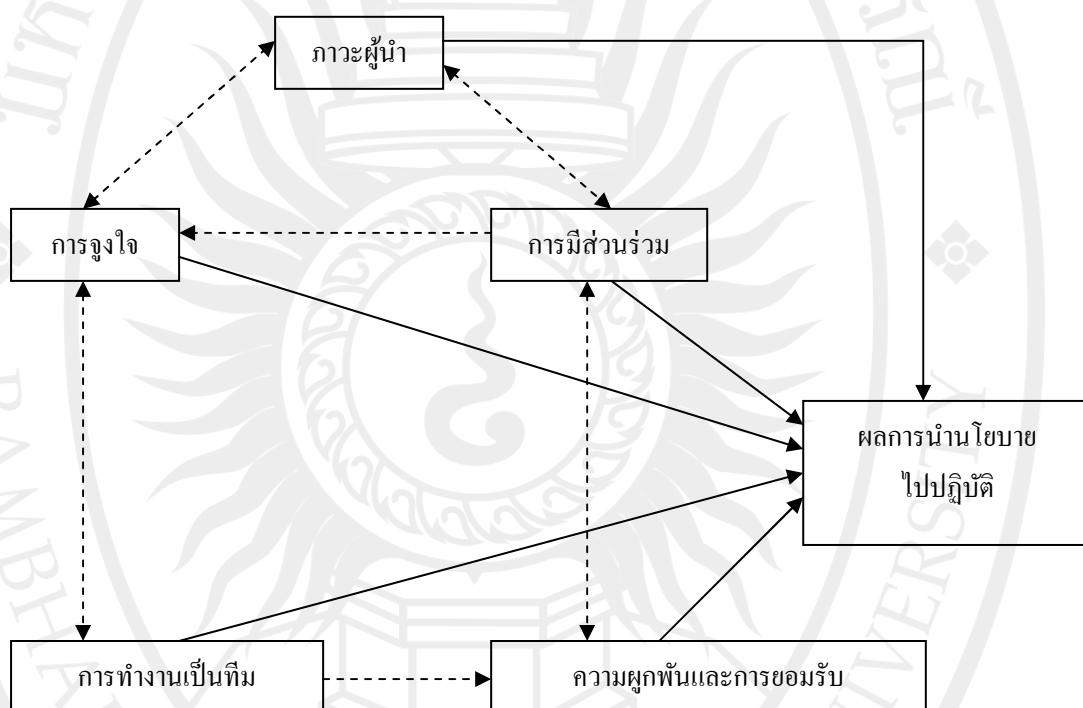 ภาวะผู้นำ
การจูงใจ
การมีส่วนร่วม
ผลการนำนโยบาย
ไปปฏิบัติ
การทำงานเป็นทีม
ความผูกพันและการยอมรับ